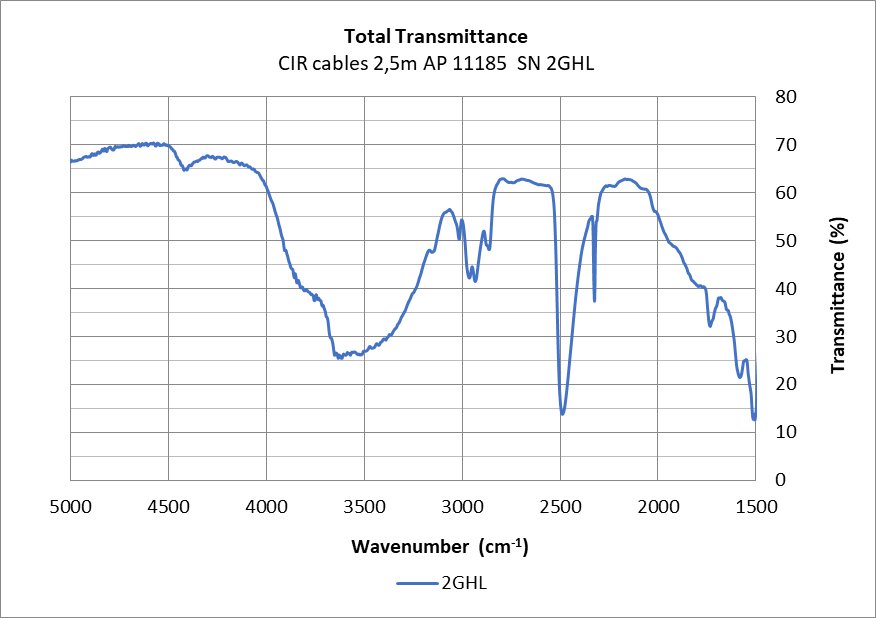 Total Transmittance
CIR cables 2,5m AP 11185 SN 2GHL
80
70
60
50
40
30
20
10
0
Transmittance (%)
5000 4500 4000 3500 3000 2500 2000 1500
Wavenumber (cm-1)
2GHL